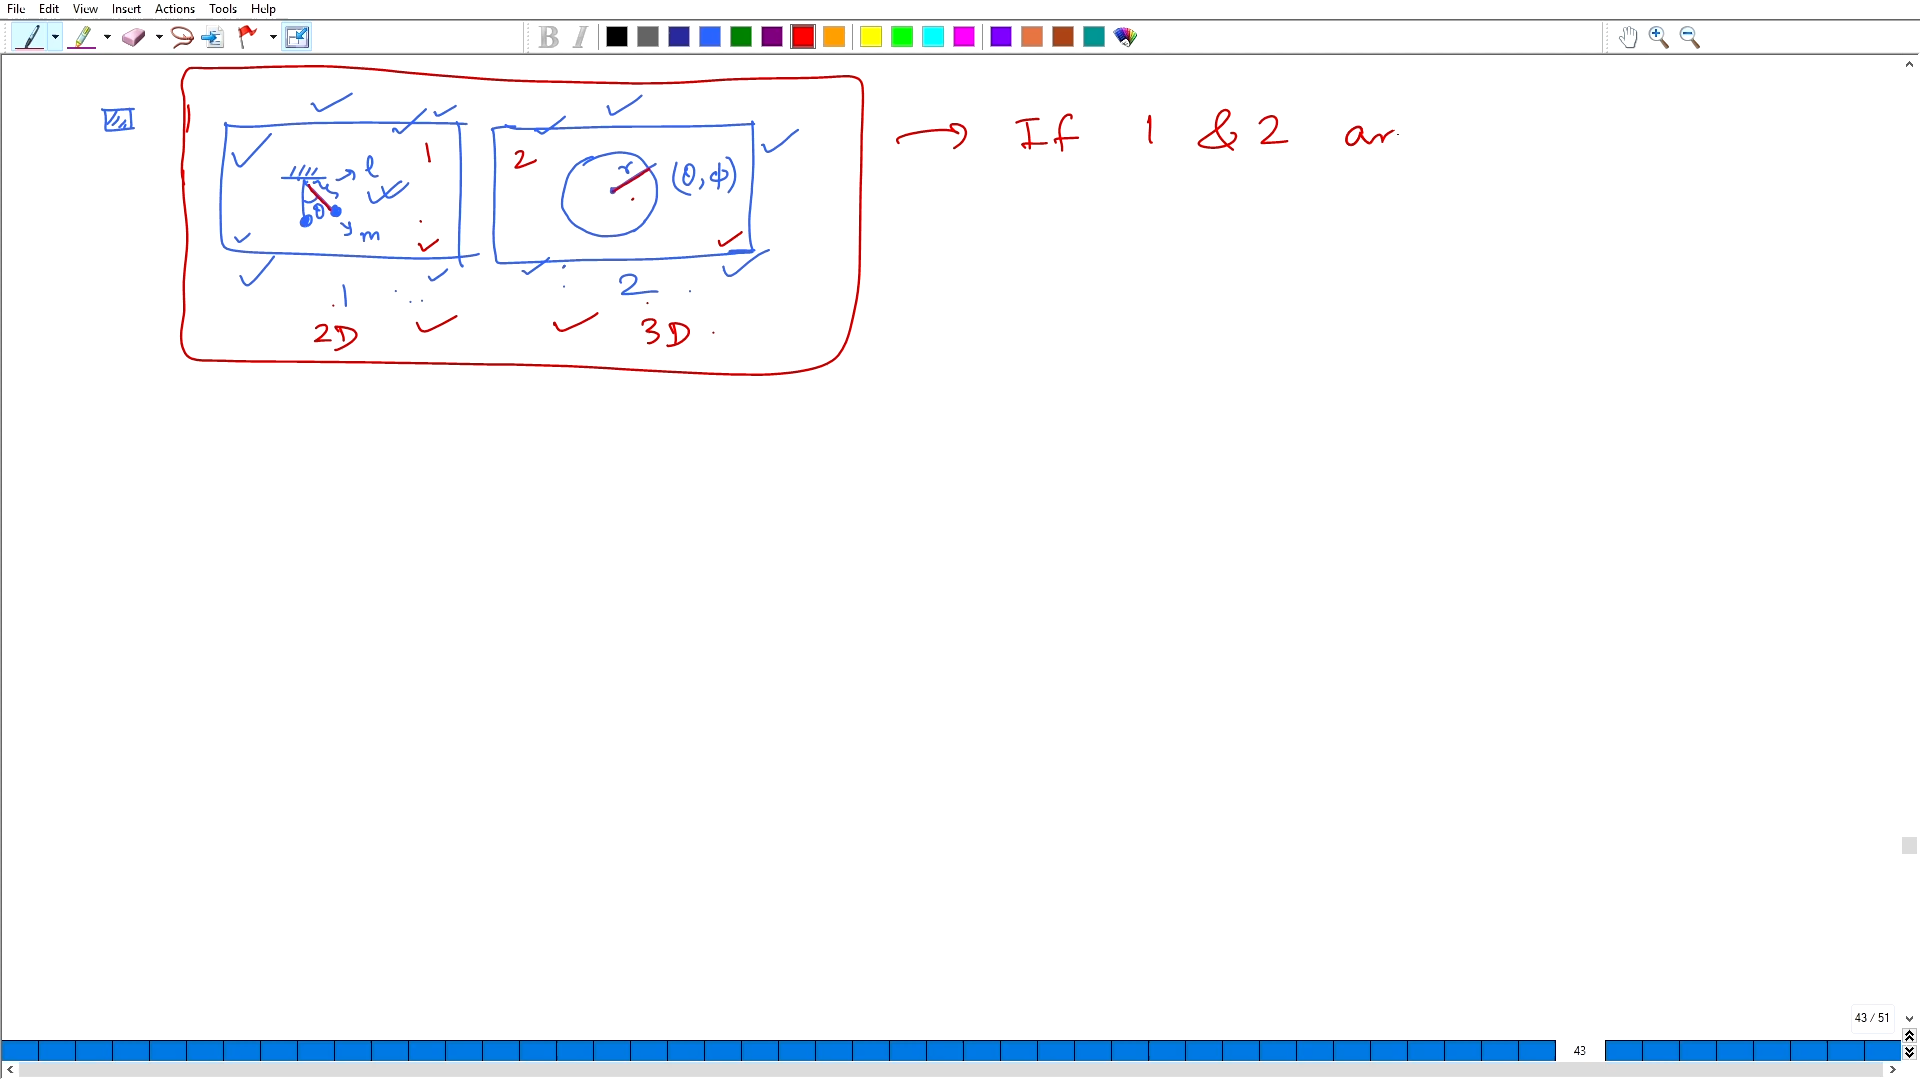 File Edit View Insert Actions Tools Help
B I
→ If 1 & 2 ar
1
→ l
θ
m
2
r
(θ, φ)
1
2
2D
3D
43 / 51
43